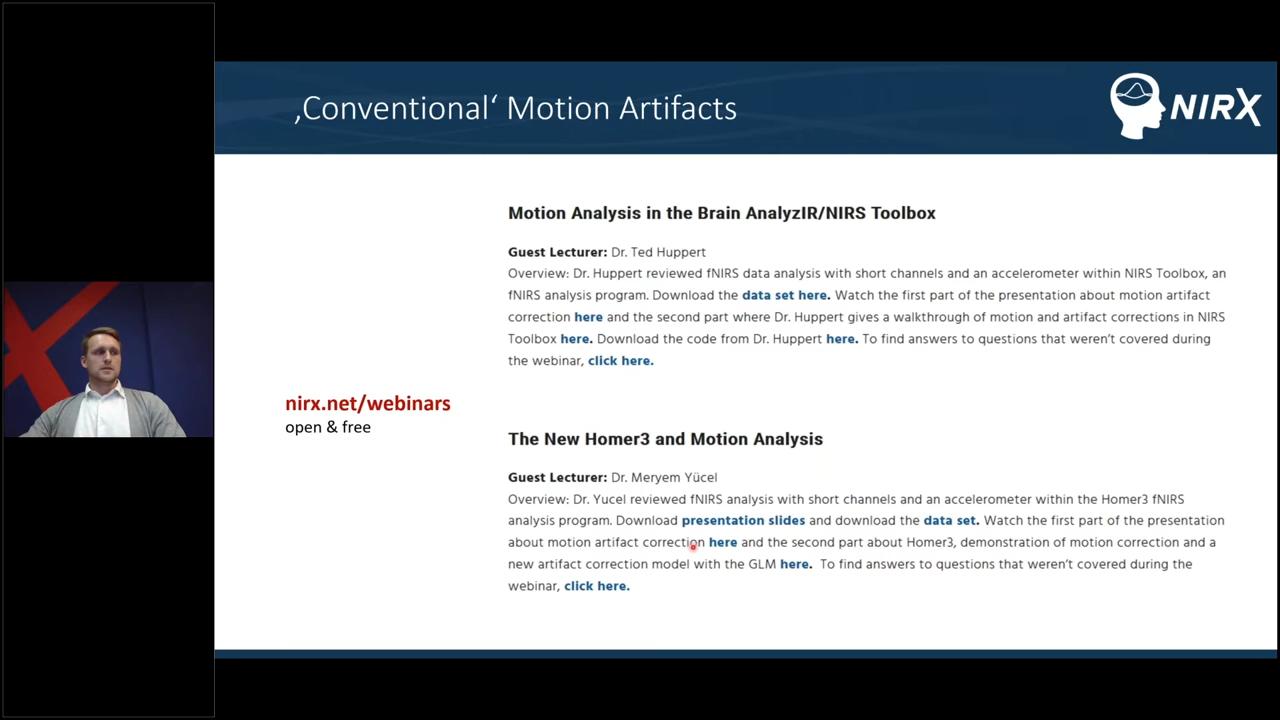 ‚Conventional‘ Motion Artifacts
NIRX
Motion Analysis in the Brain AnalyzIR/NIRS Toolbox
Guest Lecturer: Dr. Ted Huppert
Overview: Dr. Huppert reviewed fNIRS data analysis with short channels and an accelerometer within NIRS Toolbox, an
fNIRS analysis program. Download the data set here. Watch the first part of the presentation about motion artifact
correction here and the second part where Dr. Huppert gives a walkthrough of motion and artifact corrections in NIRS
Toolbox here. Download the code from Dr. Huppert here. To find answers to questions that weren't covered during
the webinar, click here.
nirx.net/webinars
open & free
The New Homer3 and Motion Analysis
Guest Lecturer: Dr. Meryem Yücel
Overview: Dr. Yucel reviewed fNIRS analysis with short channels and an accelerometer within the Homer3 fNIRS
analysis program. Download presentation slides and download the data set. Watch the first part of the presentation
about motion artifact correction here and the second part about Homer3, demonstration of motion correction and a
new artifact correction model with the GLM here. To find answers to questions that weren't covered during the
webinar, click here.